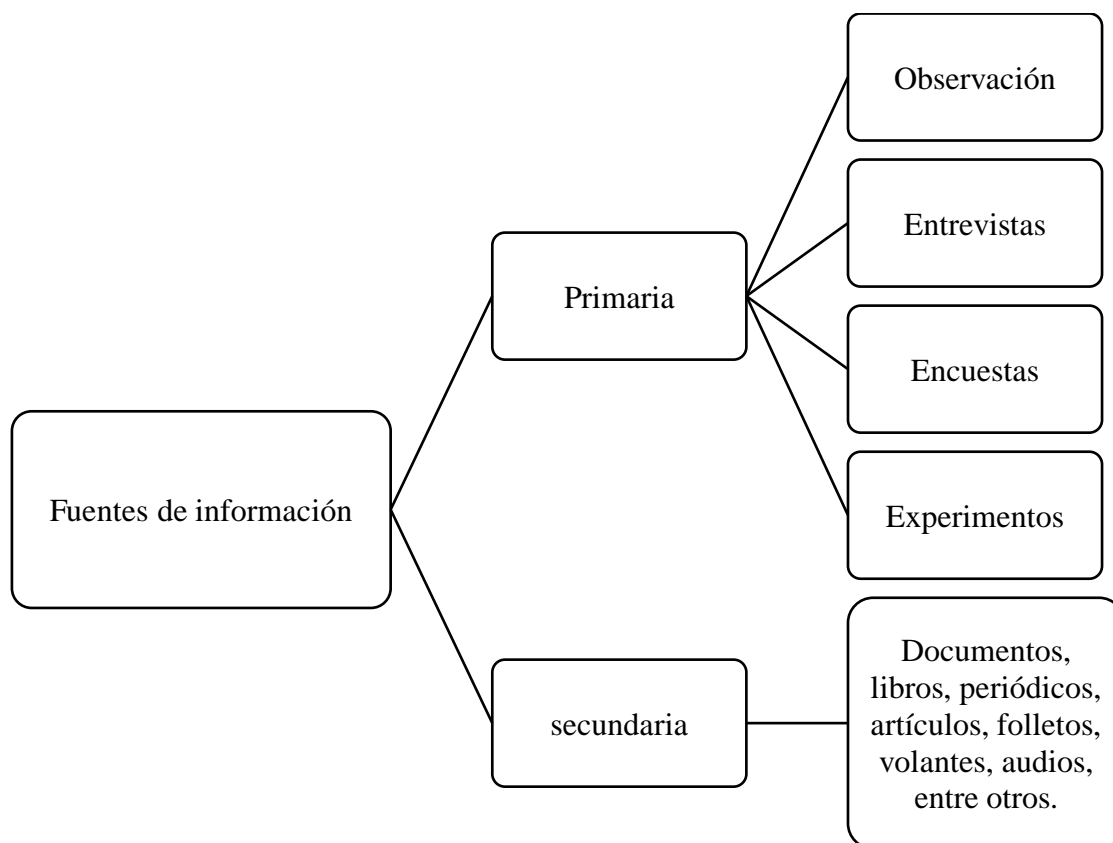 Fuentes de información
Primaria
Observación
Entrevistas
Encuestas
Experimentos
secundaria
Documentos,
libros, periódicos,
artículos, folletos,
volantes, audios,
entre otros.